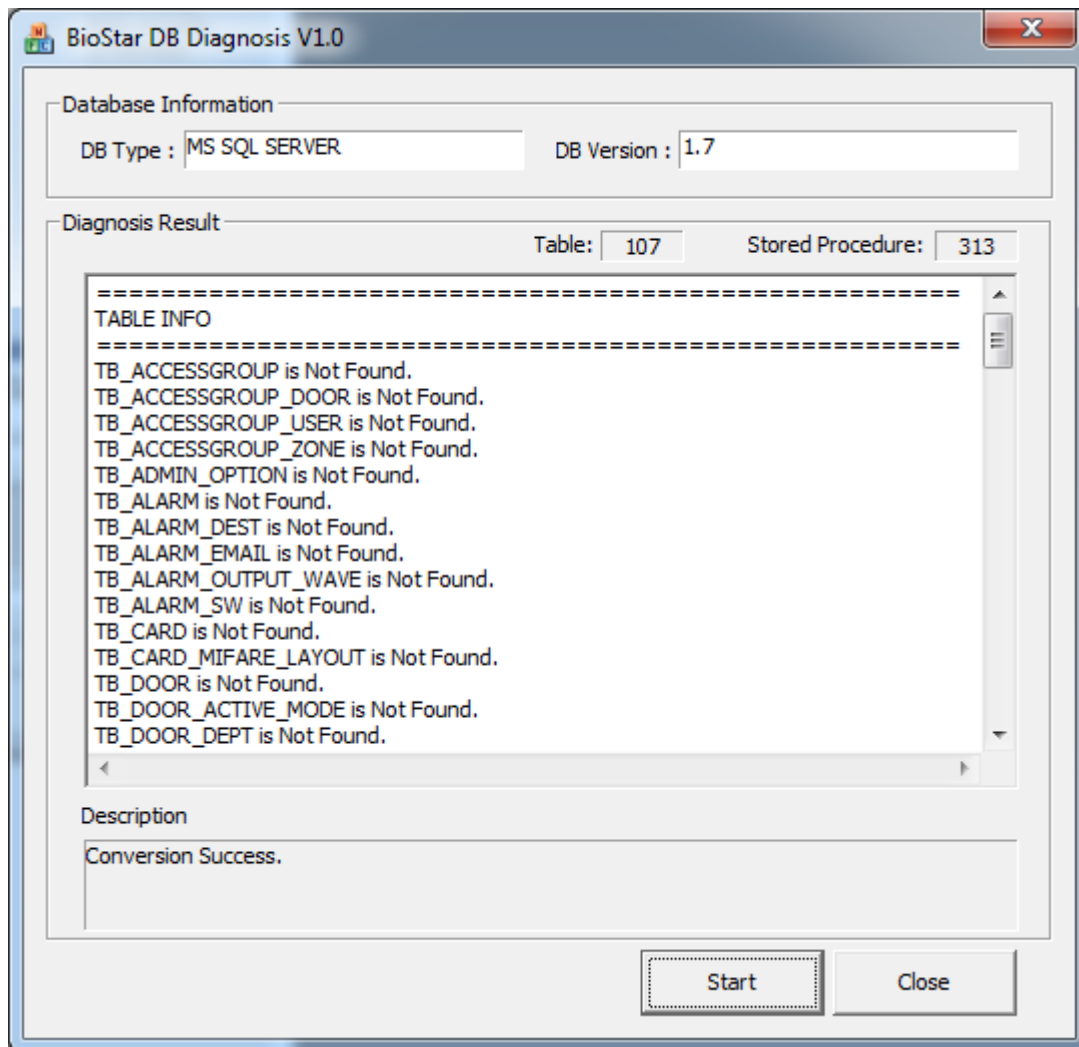 BioStar DB Diagnosis V1.0
Database Information
DB Type : MS SQL SERVER DB Version : 1.7
Diagnosis Result
Table: 107 Stored Procedure: 313
======================================================
TABLE INFO
======================================================
TB_ACCESSGROUP is Not Found.
TB_ACCESSGROUP_DOOR is Not Found.
TB_ACCESSGROUP_USER is Not Found.
TB_ACCESSGROUP_ZONE is Not Found.
TB_ADMIN_OPTION is Not Found.
TB_ALARM is Not Found.
TB_ALARM_DEST is Not Found.
TB_ALARM_EMAIL is Not Found.
TB_ALARM_OUTPUT_WAVE is Not Found.
TB_ALARM_SW is Not Found.
TB_CARD is Not Found.
TB_CARD_MIFARE_LAYOUT is Not Found.
TB_DOOR is Not Found.
TB_DOOR_ACTIVE_MODE is Not Found.
TB_DOOR_DEPT is Not Found.
Description
Conversion Success.
Start Close